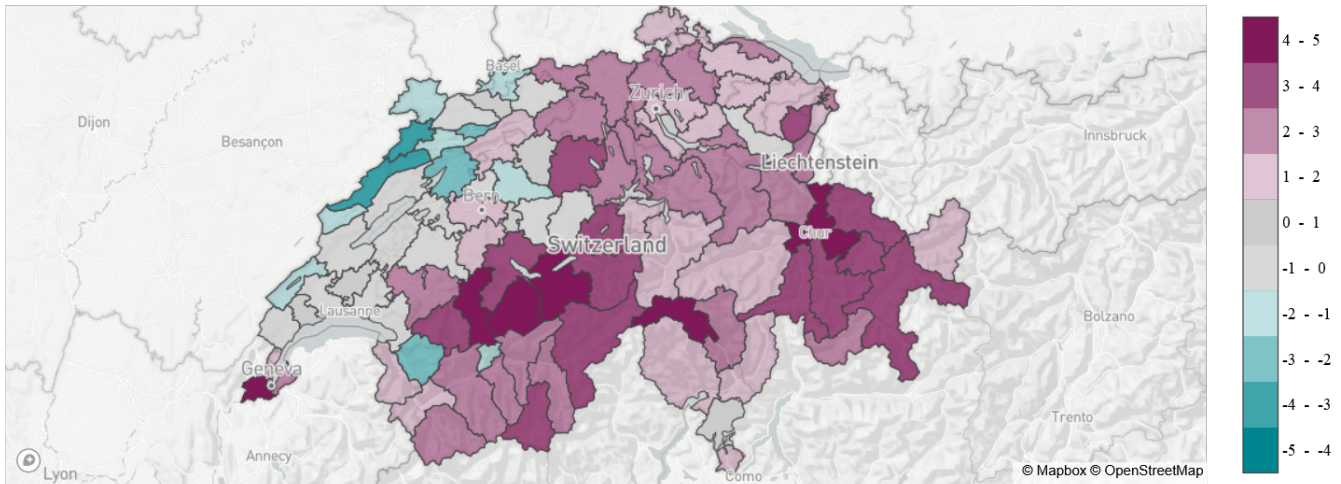 Basel
Zurich
Dijon
Besançon
Innsbruck
Liechtenstein
Bern
Chur
Switzerland
Lausanne
Bolzano
Geneva
Trento
Annecy
Lyon
Como
© Mapbox © OpenStreetMap
4 - 5
3 - 4
2 - 3
1 - 2
0 - 1
-1 - 0
-2 - -1
-3 - -2
-4 - -3
-5 - -4